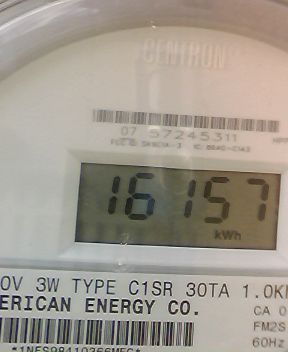 CENTRON®
07 57245311
16157
kWh
0V 3W TYPE C1SR 30TA 1.0K
ERICAN ENERGY CO.
CA 0
FM2S
60Hz